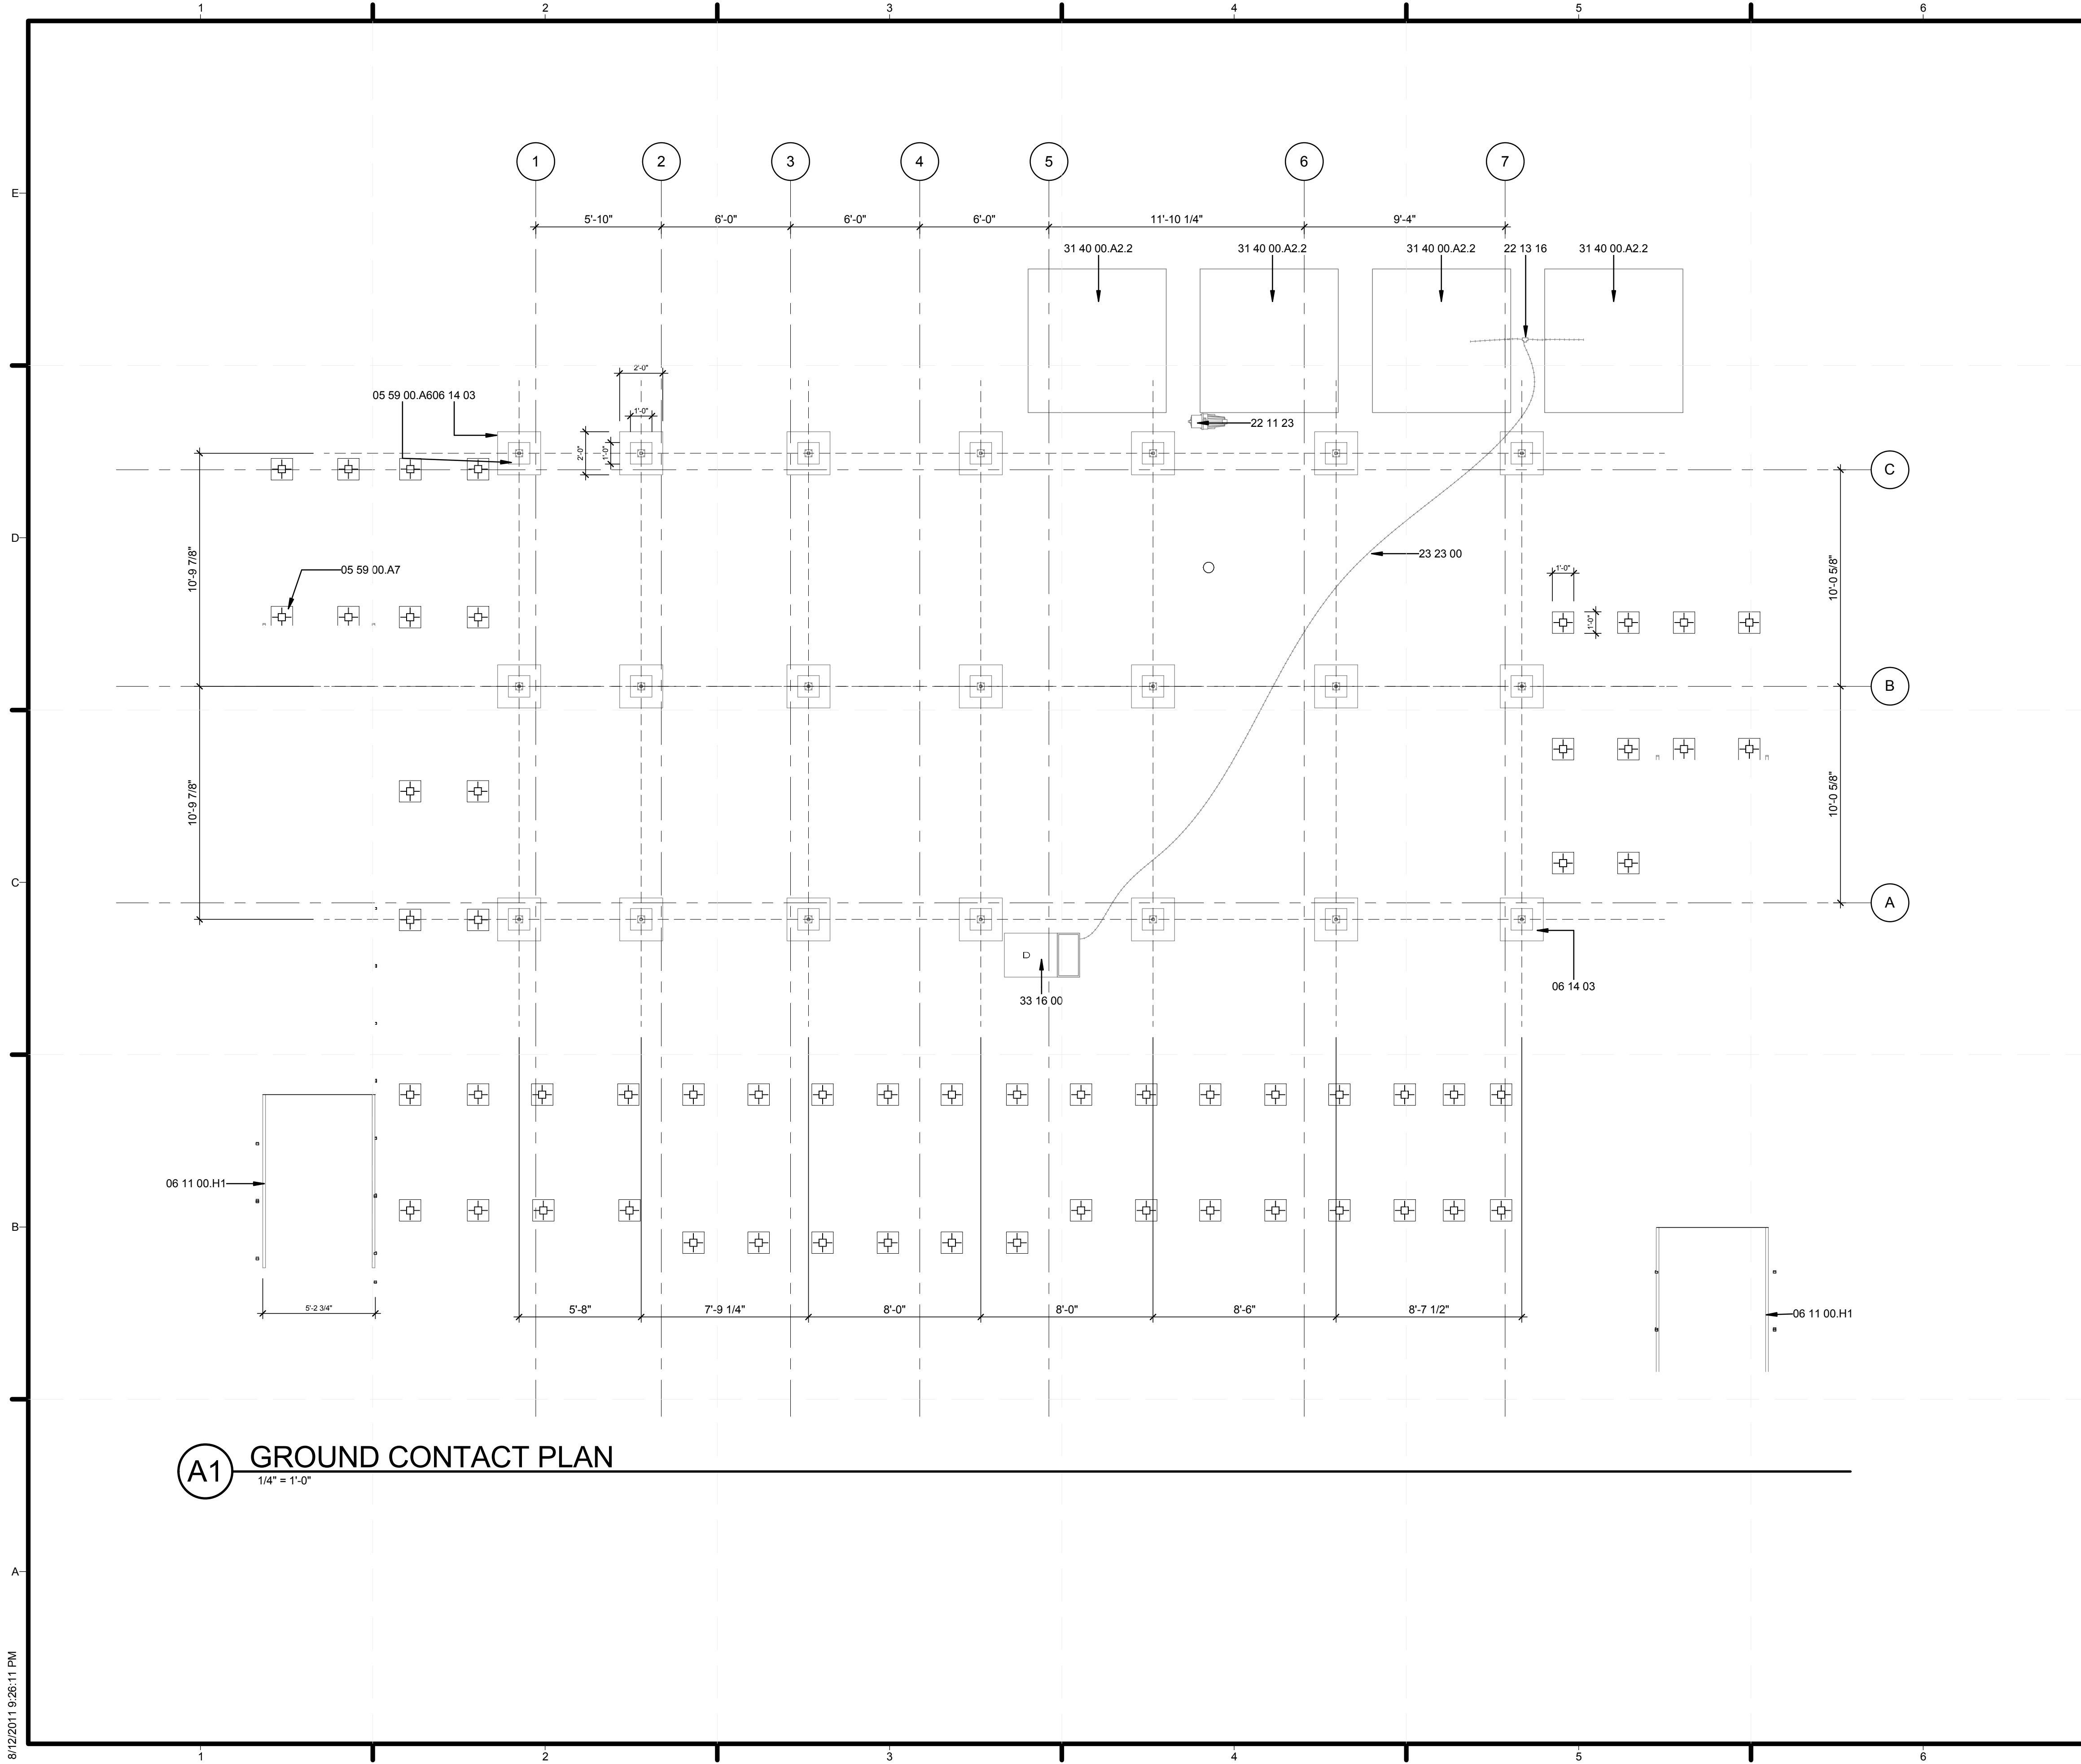 1 2 3 4 5 6
1 2 3 4 5 6 7
E
5'-10" 6'-0" 6'-0" 6'-0" 11'-10 1/4" 9'-4"
31 40 00.A2.2 31 40 00.A2.2 31 40 00.A2.2 22 13 16 31 40 00.A2.2
2'-0"
05 59 00.A606 14 03
1'-0"
22 11 23
2'-0" 1'-0"
C
D
23 23 00
10'-9 7/8"
05 59 00.A7
1'-0"
10'-0 5/8"
1'-0"
B
10'-9 7/8"
10'-0 5/8"
C
A
D
33 16 00
06 14 03
06 11 00.H1
B
5'-2 3/4"
5'-8" 7'-9 1/4" 8'-0" 8'-0" 8'-6" 8'-7 1/2"
06 11 00.H1
A1 GROUND CONTACT PLAN
1/4" = 1'-0"
A
8/12/2011 9:26:11 PM
1 2 3 4 5 6